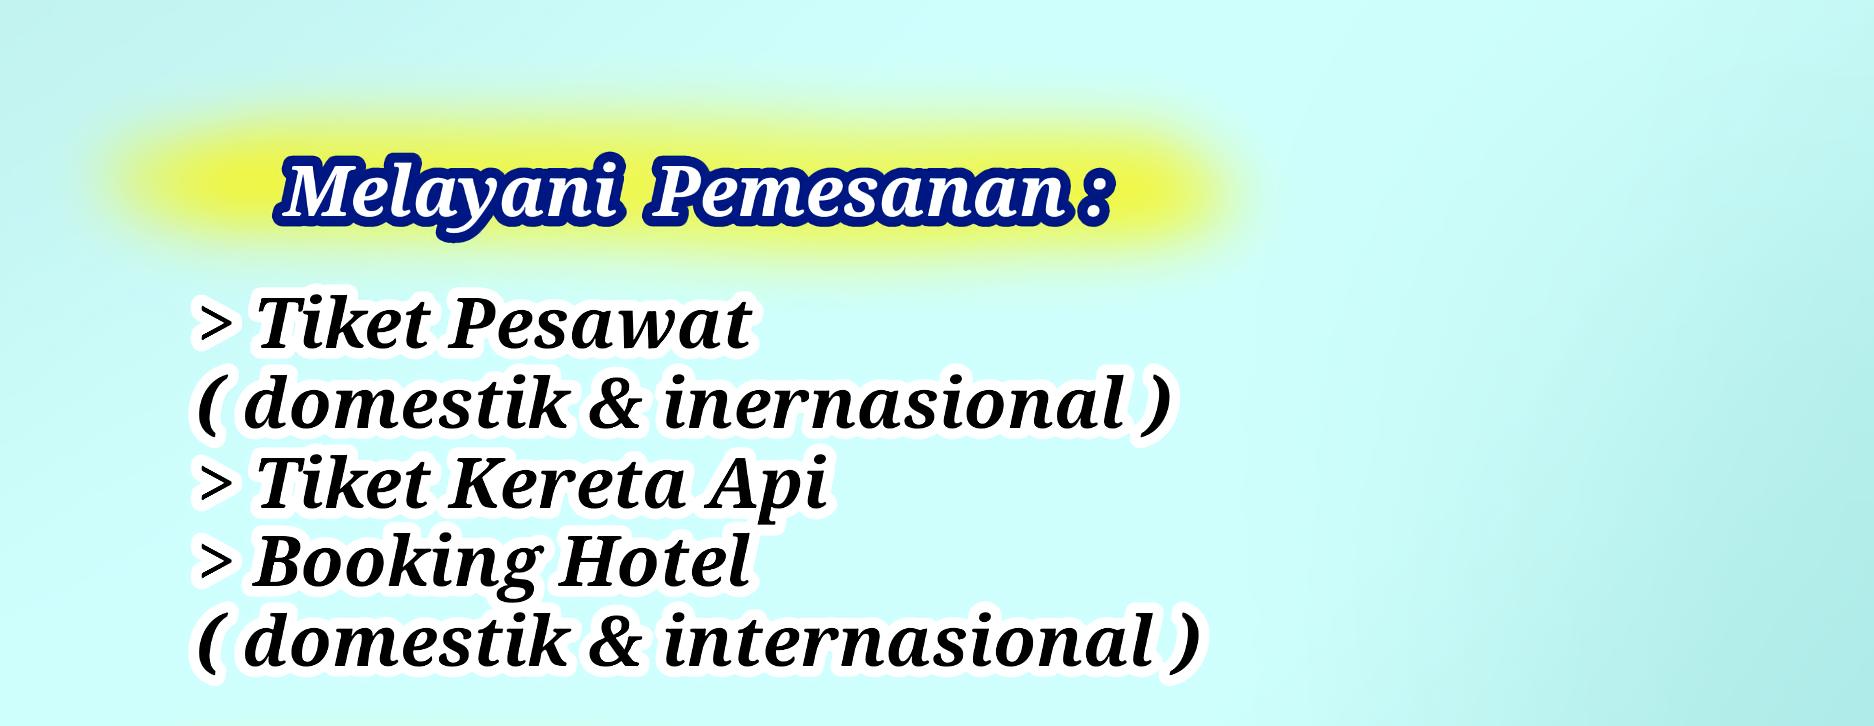 Melayani Pemesanan :
> Tiket Pesawat
( domestik & inernasional )
> Tiket Kereta Api
> Booking Hotel
( domestik & internasional )